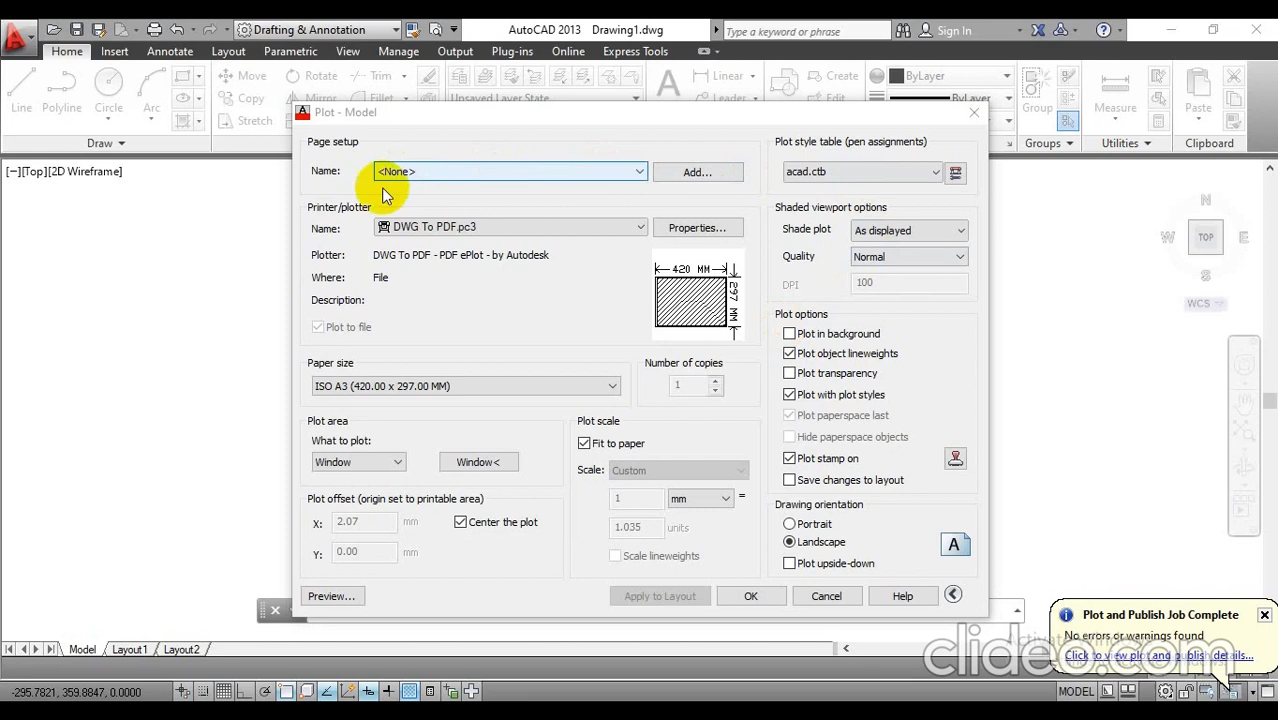 Drafting & Annotation
AutoCAD 2013 Drawing1.dwg
Type a keyword or phrase
Sign In
Home Insert Annotate Layout Parametric View Manage Output Plug-ins Online Express Tools
Line Polyline Circle Arc
Move Rotate Trim
Copy Mirror Fillet
Stretch
Unsaved Layer State
Linear
Leader
Create
ByLayer
Group
Measure
Paste
Draw
Groups
Utilities
Clipboard
[−][Top][2D Wireframe]
Plot - Model
Page setup
Name: <None> Add...
Printer/plotter
Name: DWG To PDF.pc3 Properties...
Plotter: DWG To PDF - PDF ePlot - by Autodesk
Where: File
Description:
Plot to file
420 MM
297 MM
Paper size
ISO A3 (420.00 x 297.00 MM)
Number of copies
1
Plot area
What to plot:
Window Window<
Plot offset (origin set to printable area)
X: 2.07 mm
Center the plot
Y: 0.00 mm
Plot scale
Fit to paper
Scale: Custom
1 mm =
1.035 units
Scale lineweights
Plot style table (pen assignments)
acad.ctb
Shaded viewport options
Shade plot As displayed
Quality Normal
DPI 100
Plot options
Plot in background
Plot object lineweights
Plot transparency
Plot with plot styles
Plot paperspace last
Hide paperspace objects
Plot stamp on
Save changes to layout
Drawing orientation
Portrait
Landscape
Plot upside-down
A
Preview... Apply to Layout OK Cancel Help
N
W TOP E
S
WCS
Plot and Publish Job Complete
No errors or warnings found
Click to view plot and publish details...
clideo.com
Model Layout1 Layout2
-295.7821, 359.8847, 0.0000
MODEL